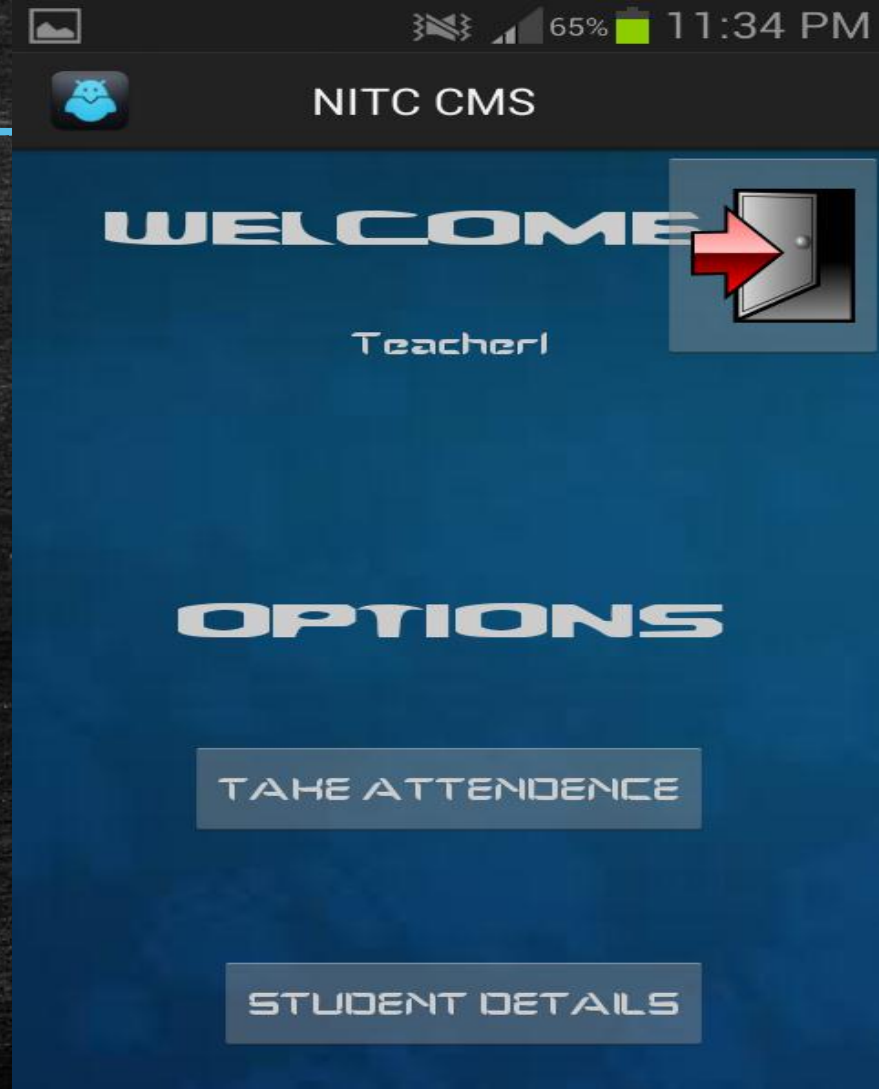 65% 11:34 PM
NITC CMS
WELCOME
Teacher1
OPTIONS
TAKE ATTENDENCE
STUDENT DETAILS